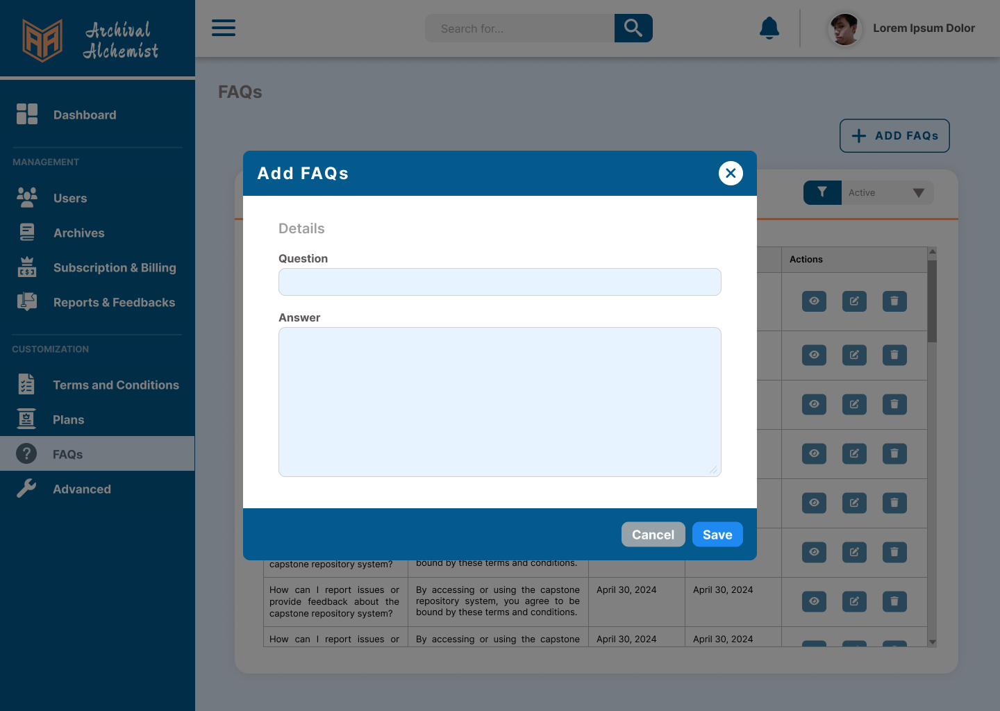 Archival
Alchemist
Search for...
Lorem Ipsum Dolor
Dashboard
MANAGEMENT
Users
Archives
Subscription & Billing
Reports & Feedbacks
CUSTOMIZATION
Terms and Conditions
Plans
FAQs
Advanced
FAQs
ADD FAQs
Active
Actions
Add FAQs
Details
Question
Answer
Cancel
Save
capstone repository system?
bound by these terms and conditions.
How can I report issues or
provide feedback about the
capstone repository system?
By accessing or using the capstone
repository system, you agree to be
bound by these terms and conditions.
April 30, 2024
April 30, 2024
How can I report issues or
By accessing or using the capstone
April 30, 2024
April 30, 2024